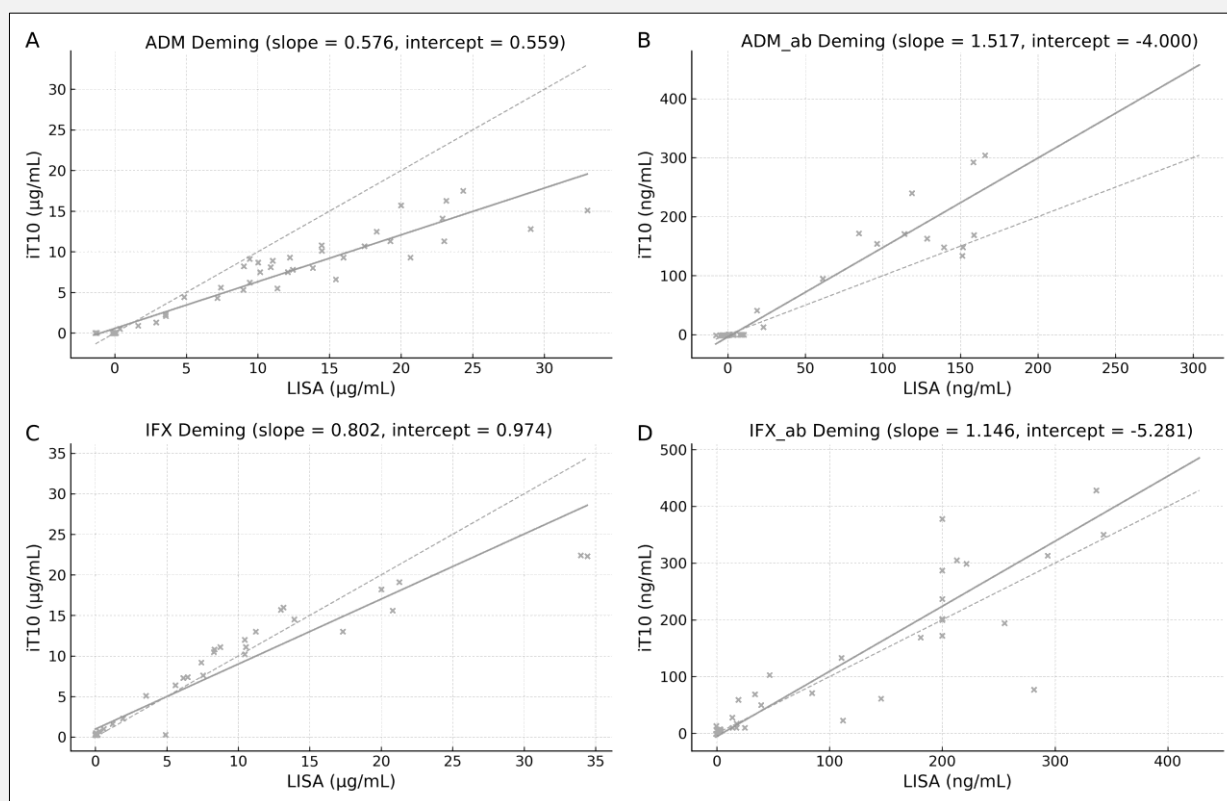 A
ADM Deming (slope = 0.576, intercept = 0.559)
iT10 (µg/mL)
30
25
20
15
10
5
0
0 5 10 15 20 25 30
LISA (µg/mL)
B
ADM_ab Deming (slope = 1.517, intercept = -4.000)
iT10 (ng/mL)
400
300
200
100
0
0 50 100 150 200 250 300
LISA (ng/mL)
C
IFX Deming (slope = 0.802, intercept = 0.974)
iT10 (µg/mL)
35
30
25
20
15
10
5
0
0 5 10 15 20 25 30 35
LISA (µg/mL)
D
IFX_ab Deming (slope = 1.146, intercept = -5.281)
iT10 (ng/mL)
500
400
300
200
100
0
0 100 200 300 400
LISA (ng/mL)